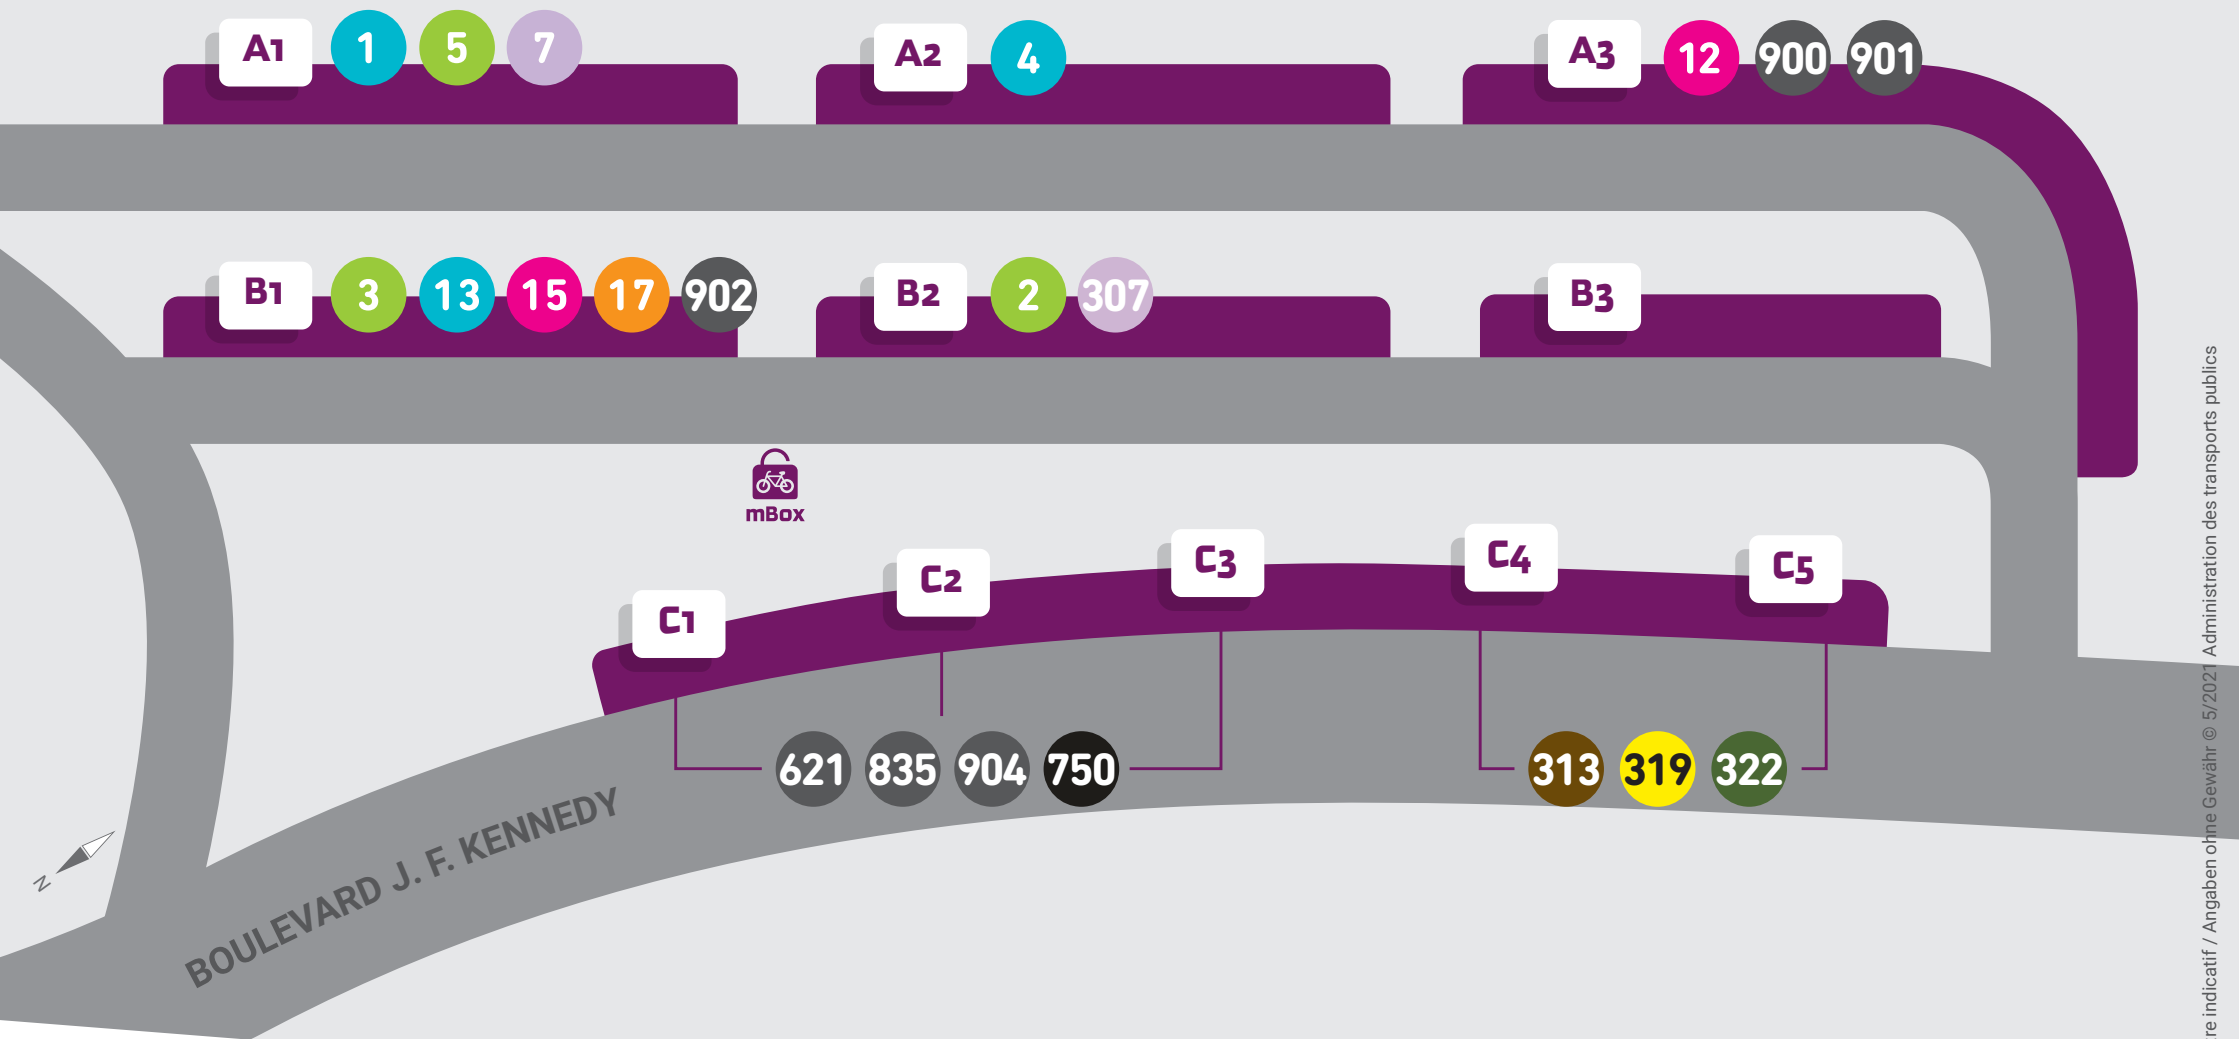 A1 1 5 7
A2 4
A3 12 900 901
B1 3 13 15 17 902
B2 2 307
B3
mBox
C1
C2
C3
C4
C5
621 835 904 750
313 319 322
BOULEVARD J. F. KENNEDY
N
indicatif / Angaben ohne Gewähr © 5/2021 Administration des transports publics